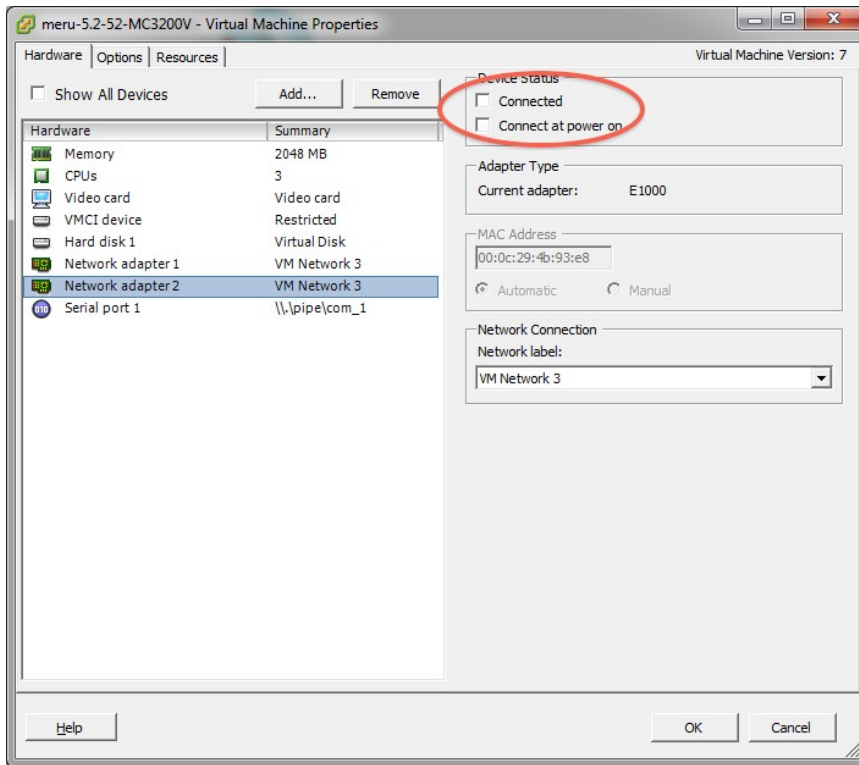 meru-5.2-52-MC3200V - Virtual Machine Properties
Hardware Options Resources
Virtual Machine Version: 7
Show All Devices
Add...
Remove
Hardware Summary
Memory 2048 MB
CPUs 3
Video card Video card
VMCI device Restricted
Hard disk 1 Virtual Disk
Network adapter 1 VM Network 3
Network adapter 2 VM Network 3
Serial port 1 \\.\pipe\com_1
Device Status
Connected
Connect at power on
Adapter Type
Current adapter: E1000
MAC Address
00:0c:29:4b:93:e8
Automatic Manual
Network Connection
Network label:
VM Network 3
Help
OK
Cancel